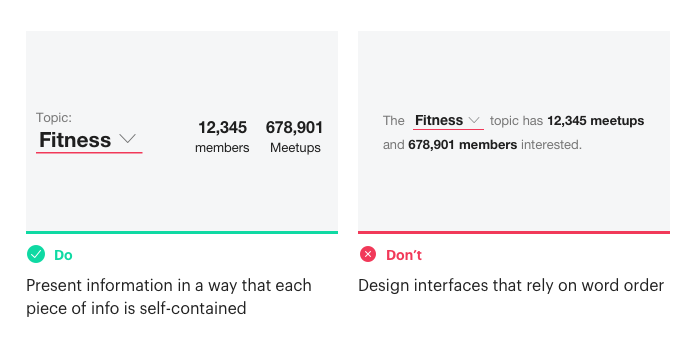 Topic:
Fitness
12,345 678,901
members Meetups
Do
Present information in a way that each
piece of info is self-contained
The Fitness topic has 12,345 meetups
and 678,901 members interested.
Don’t
Design interfaces that rely on word order